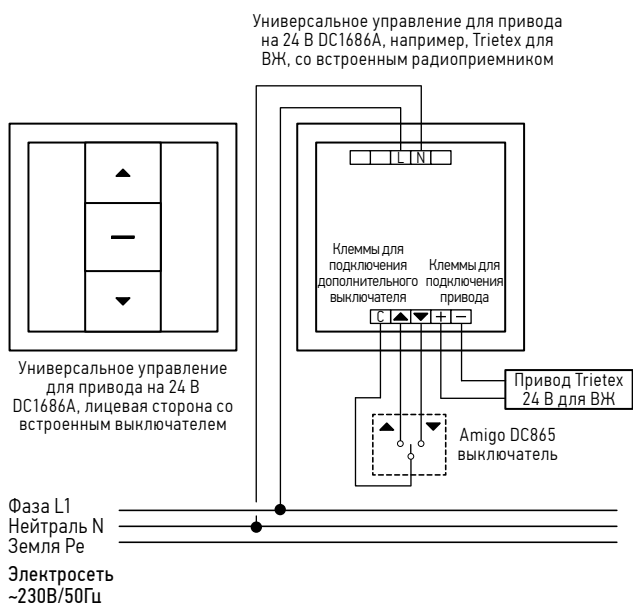 Универсальное управление для привода
на 24 В DC1686A, например, Trietex для
ВЖ, со встроенным радиоприемником
L N
Клеммы для
подключения
дополнительного
выключателя
Клеммы для
подключения
привода
C ▲ ▼ + −
Универсальное управление
для привода на 24 В
DC1686A, лицевая сторона со
встроенным выключателем
Привод Trietex
24 В для ВЖ
Amigo DC865
выключатель
Фаза L1
Нейтраль N
Земля Pe
Электросеть
~230В/50Гц